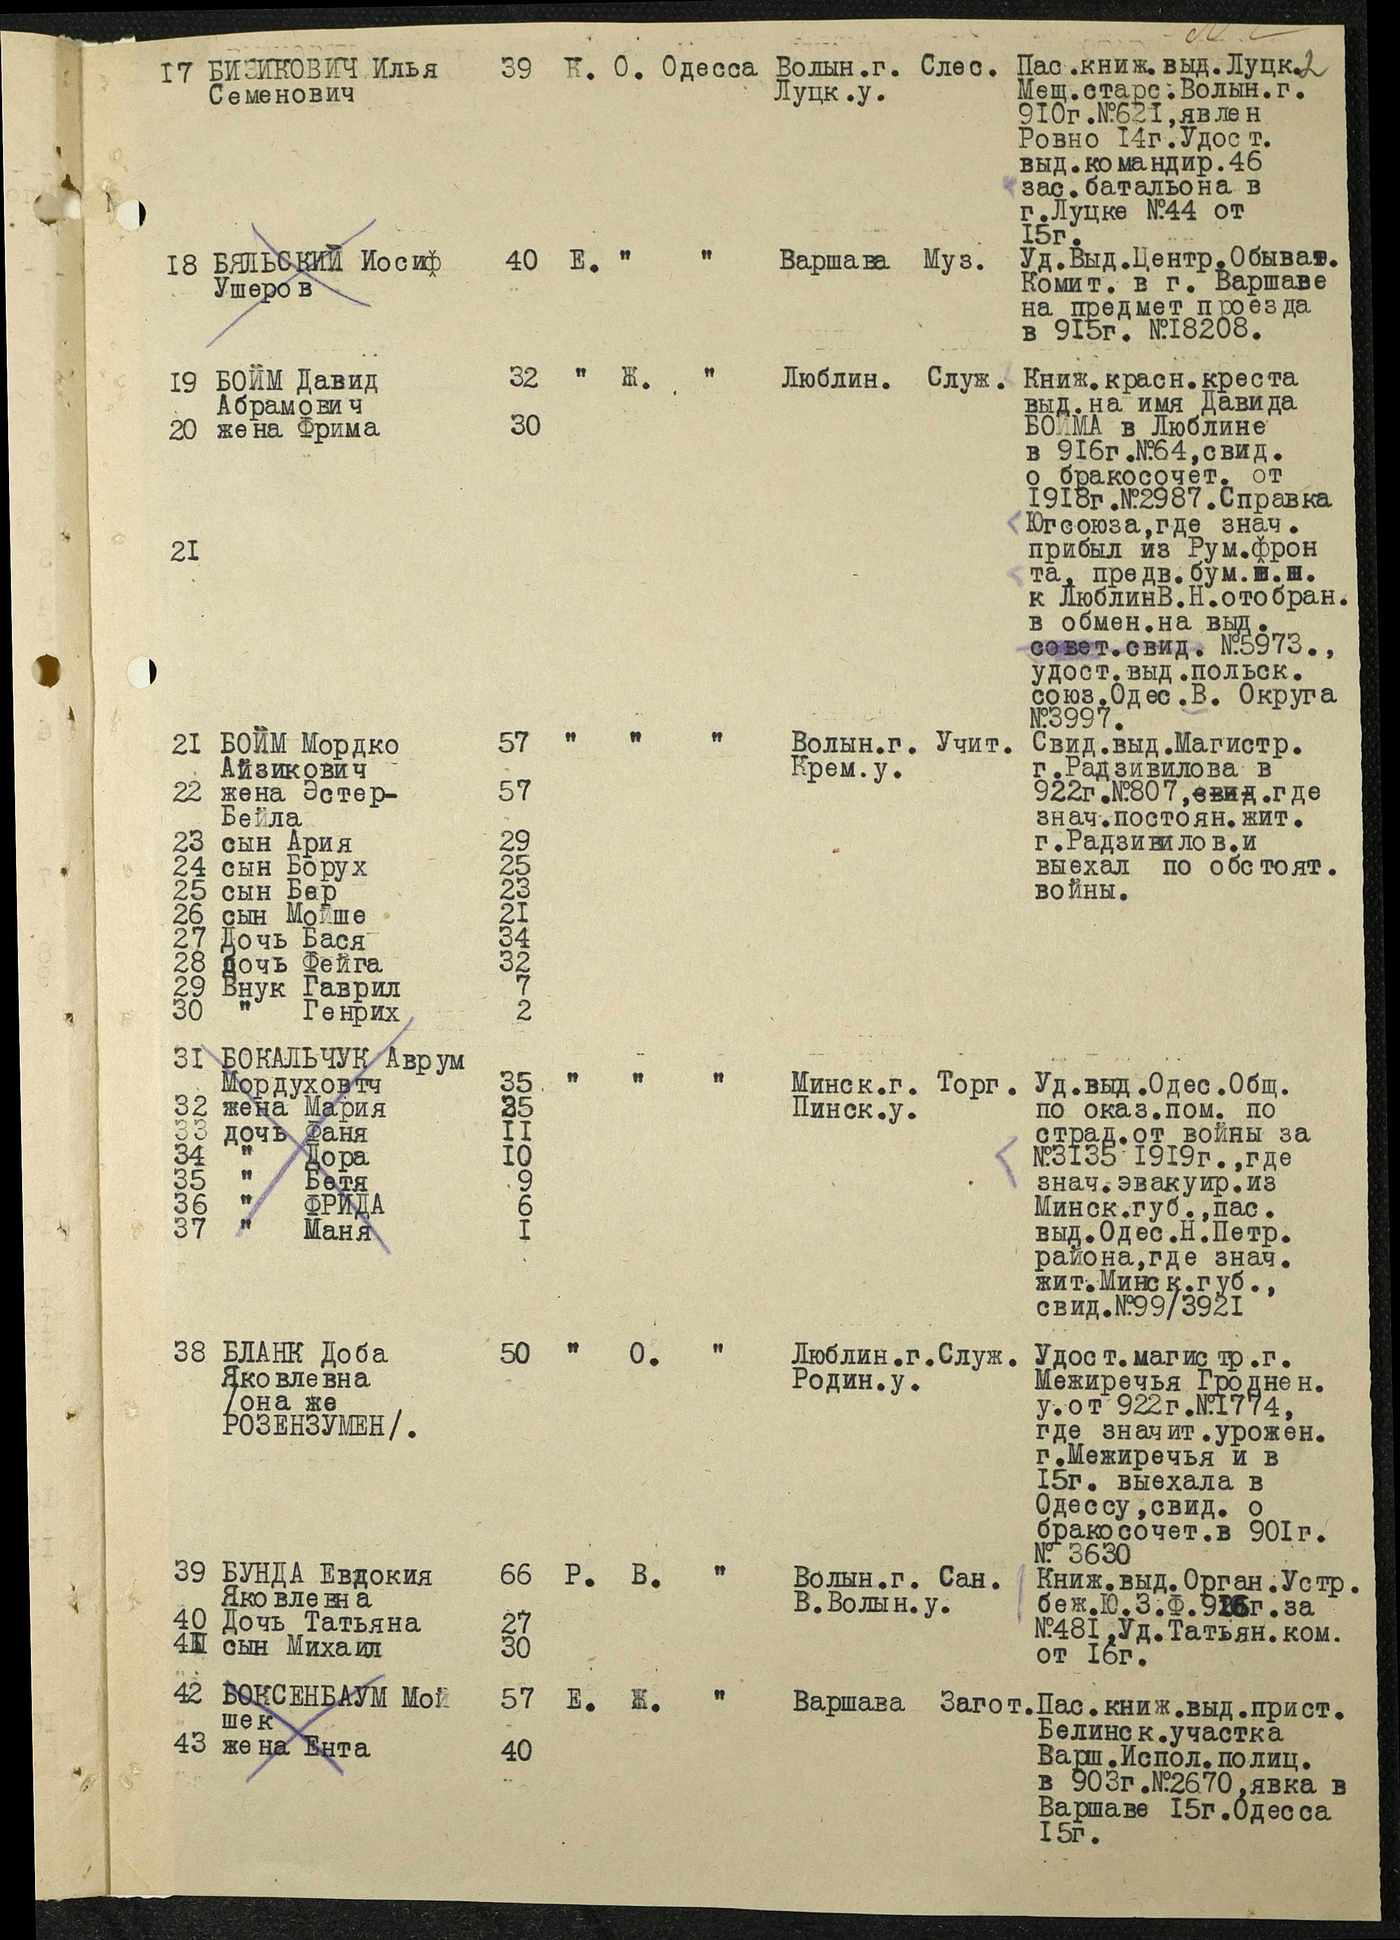 17 БИЗИКОВИЧ Илья 39 К. О. Одесса Волын.г. Слес. Пас.книж.выд.Луцк. 2
Семенович Луцк.у. Мещ.старс.Волын.г.
910г.№621,явлен
Ровно 14г.Удост.
выд.командир.46
зас.батальона в
г.Луцке №44 от
15г.
18 БЯЛЬСКИЙ Иосиф 40 Е. " " Варшава Муз. Уд.Выд.Центр.Обыват.
Ушеров Комит. в г. Варшаве
на предмет проезда
в 915г. №18208.
19 БОЙМ Давид 32 " Ж. " Люблин. Служ. Книж.красн.креста
Абрамович выд.на имя Давида
20 жена Фрима 30 БОЙМА в Люблине
в 916г.№64,свид.
о бракосочет. от
1918г.№2987.Справка
Югсоюза,где знач.
21 прибыл из Рум.фрон
та, предв.бум.ш.ш.
к ЛюблинВ.Н.отобран.
в обмен.на выд.
совет.свид. №5973.,
удост.выд.польск.
союз.Одес.В. Округа
№3997.
21 БОЙМ Мордко 57 " " " Волын.г. Учит. Свид.выд.Магистр.
Айзикович Крем.у. г.Радзивилова в
22 жена Эстер- 57 922г.№807,свид.где
Бейла знач.постоян.жит.
23 сын Ария 29 г.Радзивилов.и
24 сын Борух 25 выехал по обстоят.
25 сын Бер 23 войны.
26 сын Мойше 21
27 Дочь Бася 34
28 дочь Фейга 32
29 Внук Гаврил 7
30 " Генрих 2
31 БОКАЛЬЧУК Аврум
Мордуховтч 35 " " " Минск.г. Торг. Уд.выд.Одес.Общ.
32 жена Мария 35 Пинск.у. по оказ.пом. по
33 дочь Фаня 11 страд.от войны за
34 " Дора 10 №3135 1919г.,где
35 " Бетя 9 знач.эвакуир.из
36 " ФРИДА 6 Минск.губ.,пас.
37 " Маня 1 выд.Одес.Н.Петр.
района,где знач.
жит.Минск.губ.,
свид.№99/3921
38 БЛАНК Доба 50 " О. " Люблин.г.Служ. Удост.магистр.г.
Яковлевна Родин.у. Межиречья Гроднен.
/она же у.от 922г.№1774,
РОЗЕНЗУМЕН/. где значит.урожен.
г.Межиречья и в
15г. выехала в
Одессу,свид. о
бракосочет.в 901г.
№ 3630
39 БУНДА Евдокия 66 Р. В. " Волын.г. Сан. Книж.выд.Орган.Устр.
Яковлевна В.Волын.у. беж.Ю.З.Ф.916г.за
40 Дочь Татьяна 27 №481,Уд.Татьян.ком.
41 сын Михаил 30 от 16г.
42 БОКСЕНБАУМ Мой 57 Е. Ж. " Варшава Загот.Пас.книж.выд.прист.
шек Белинск.участка
43 жена Ента 40 Варш.Испол.полиц.
в 903г.№2670,явка в
Варшаве 15г.Одесса
15г.